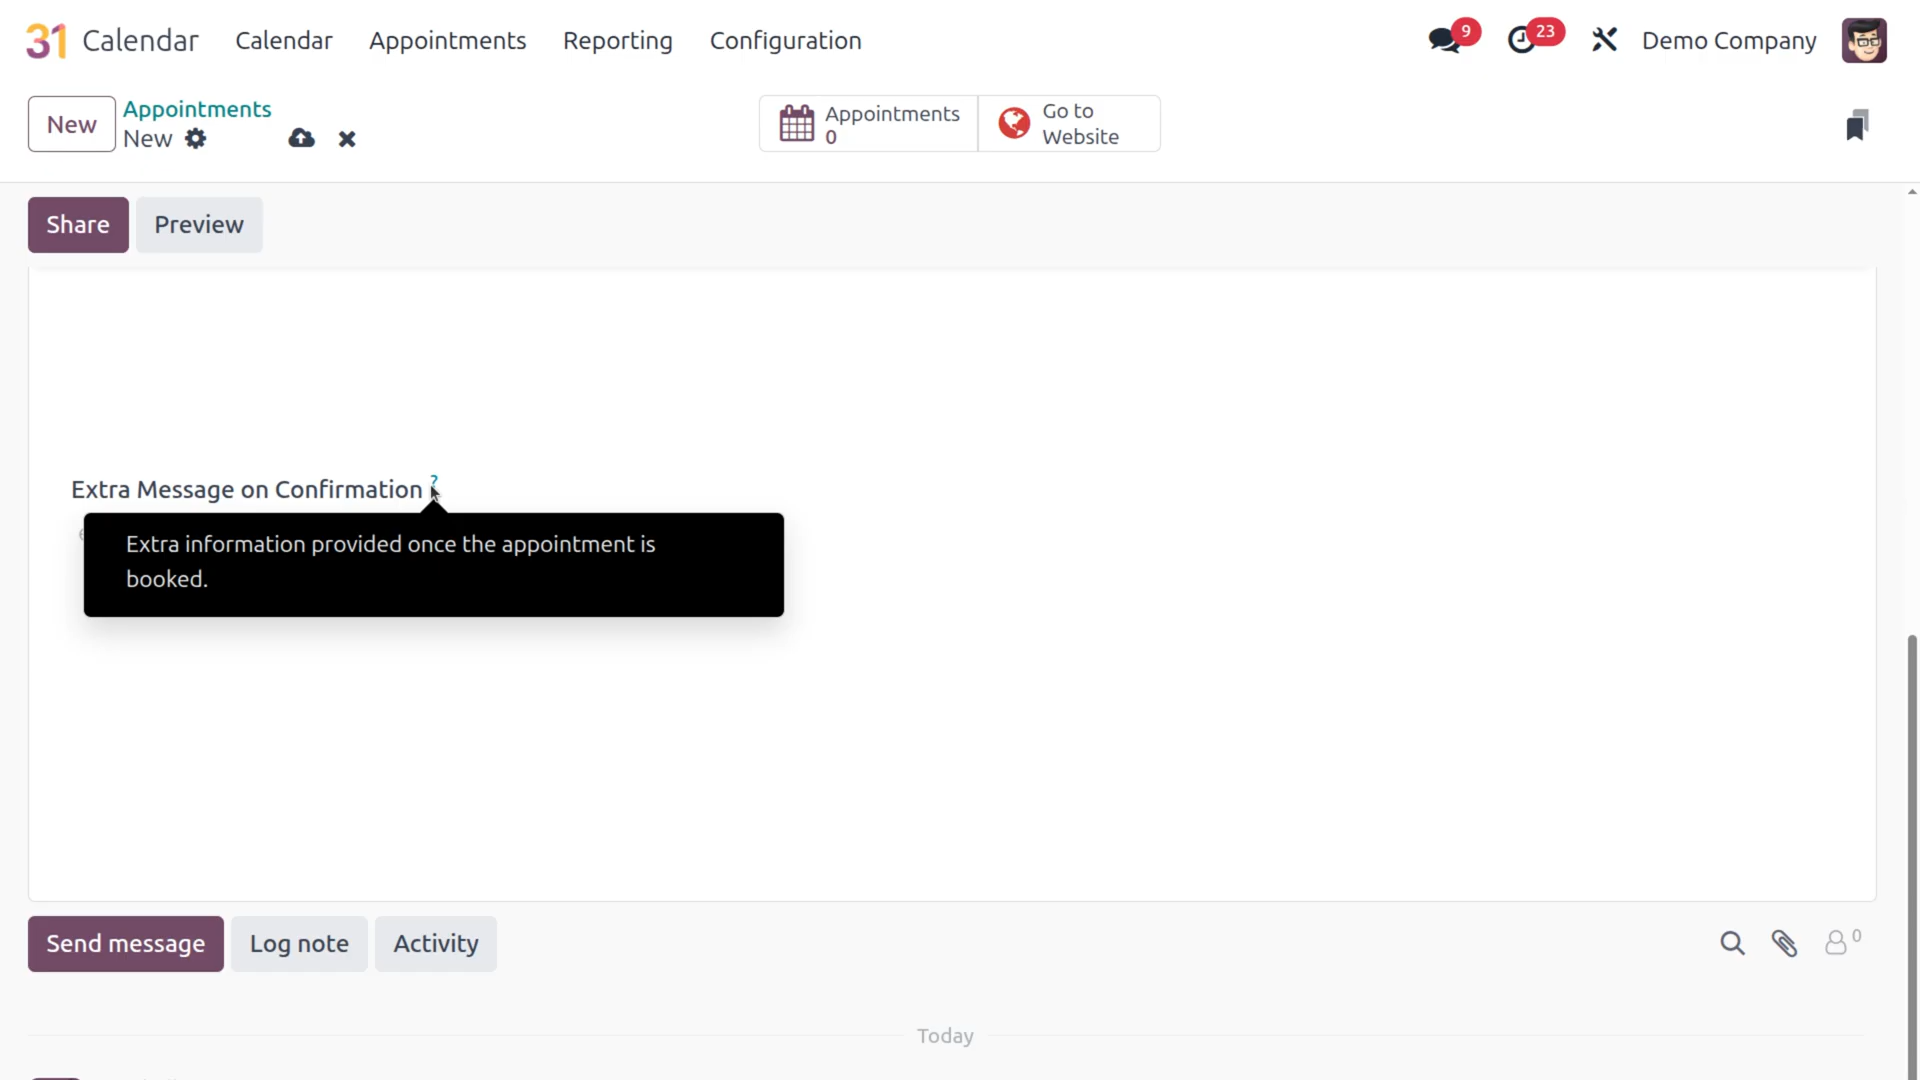 31 Calendar Calendar Appointments Reporting Configuration 9 23 Demo Company
New Appointments
New
Appointments
0
Go to
Website
Share Preview
Extra Message on Confirmation ?
Extra information provided once the appointment is
booked.
Send message Log note Activity 0
Today